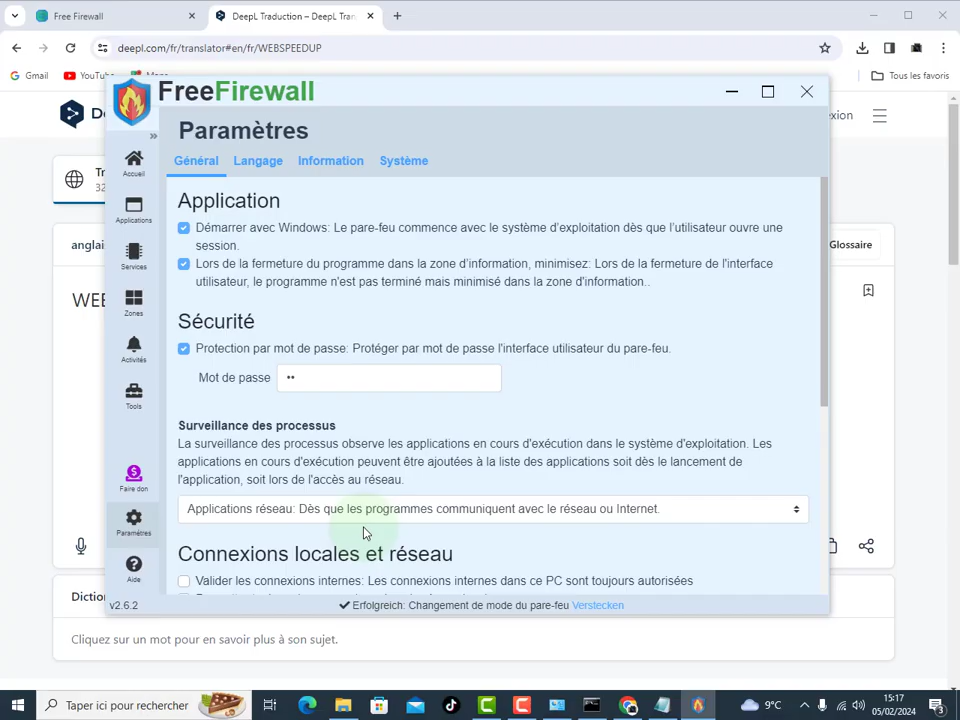 Free Firewall
DeepL Traduction – DeepL Tran
deepl.com/fr/translator#en/fr/WEBSPEEDUP
Gmail
YouTube
Maps
Tous les favoris
FreeFirewall
Paramètres
Général
Langage
Information
Système
Accueil
Applications
Services
Zones
Activités
Tools
Faire don
Paramètres
Aide
v2.6.2
Application
Démarrer avec Windows: Le pare-feu commence avec le système d'exploitation dès que l'utilisateur ouvre une
session.
Lors de la fermeture du programme dans la zone d'information, minimisez: Lors de la fermeture de l'interface
utilisateur, le programme n'est pas terminé mais minimisé dans la zone d'information..
Sécurité
Protection par mot de passe: Protéger par mot de passe l'interface utilisateur du pare-feu.
Mot de passe
Surveillance des processus
La surveillance des processus observe les applications en cours d'exécution dans le système d'exploitation. Les
applications en cours d'exécution peuvent être ajoutées à la liste des applications soit dès le lancement de
l'application, soit lors de l'accès au réseau.
Applications réseau: Dès que les programmes communiquent avec le réseau ou Internet.
Connexions locales et réseau
Valider les connexions internes: Les connexions internes dans ce PC sont toujours autorisées
Erfolgreich: Changement de mode du pare-feu Verstecken
D
Tr
32
anglai
WEB
exion
Glossaire
Diction
Cliquez sur un mot pour en savoir plus à son sujet.
Taper ici pour rechercher
9°C
15:17
05/02/2024
3